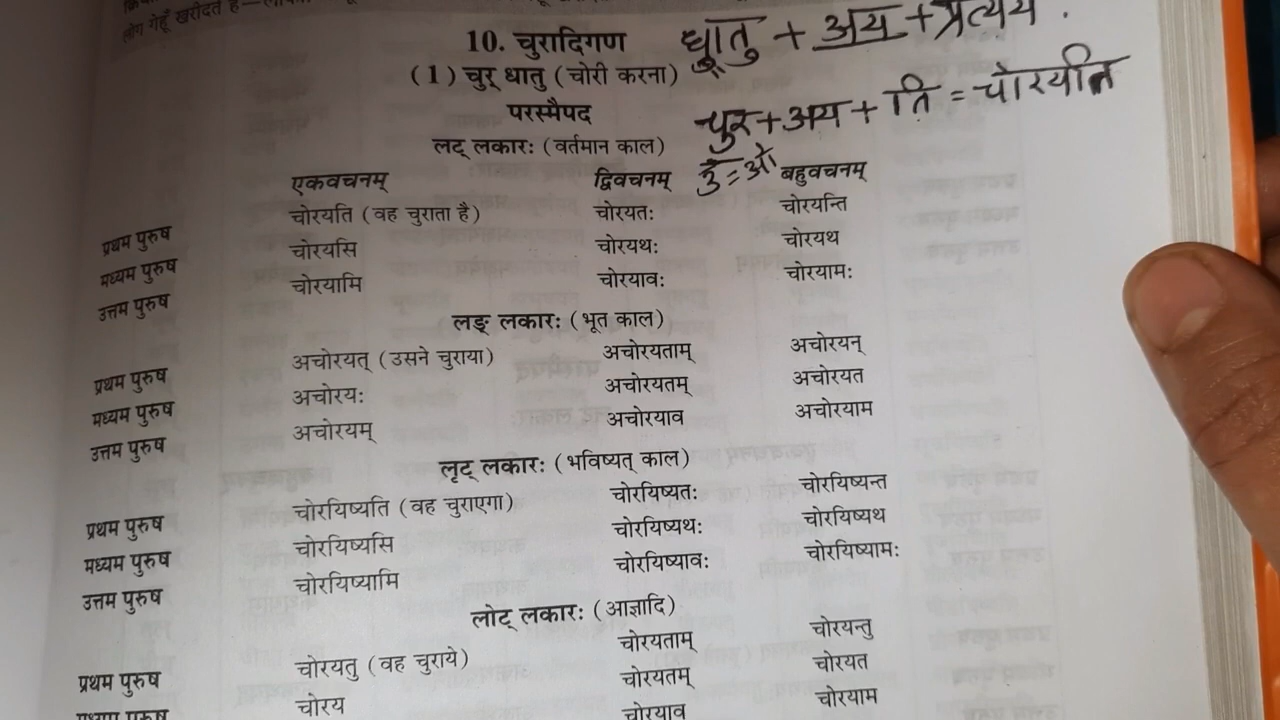 लोग गेहूँ खरीदते हैं—
10. चुरादिगण
धातु + अय + प्रत्यय .
(1) चुर् धातु (चोरी करना)
परस्मैपद
चुर + अय + ति = चोरयति
लट् लकारः (वर्तमान काल)
उ = ओ
एकवचनम् द्विवचनम् बहुवचनम्
प्रथम पुरुष चोरयति (वह चुराता है) चोरयतः चोरयन्ति
मध्यम पुरुष चोरयसि चोरयथः चोरयथ
उत्तम पुरुष चोरयामि चोरयावः चोरयामः
लङ् लकारः (भूत काल)
प्रथम पुरुष अचोरयत् (उसने चुराया) अचोरयताम् अचोरयन्
मध्यम पुरुष अचोरयः अचोरयतम् अचोरयत
उत्तम पुरुष अचोरयम् अचोरयाव अचोरयाम
लृट् लकारः (भविष्यत् काल)
प्रथम पुरुष चोरयिष्यति (वह चुराएगा) चोरयिष्यतः चोरयिष्यन्त
मध्यम पुरुष चोरयिष्यसि चोरयिष्यथः चोरयिष्यथ
उत्तम पुरुष चोरयिष्यामि चोरयिष्यावः चोरयिष्यामः
लोट् लकारः (आज्ञादि)
प्रथम पुरुष चोरयतु (वह चुराये) चोरयताम् चोरयन्तु
मध्यम पुरुष चोरय चोरयतम् चोरयत
चोरयाव चोरयाम